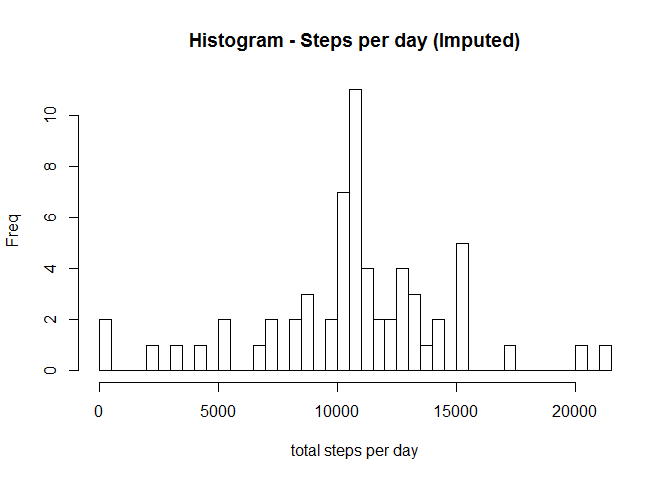 Histogram - Steps per day (Imputed)
Freq
10
8
6
4
2
0
0 5000 10000 15000 20000
total steps per day